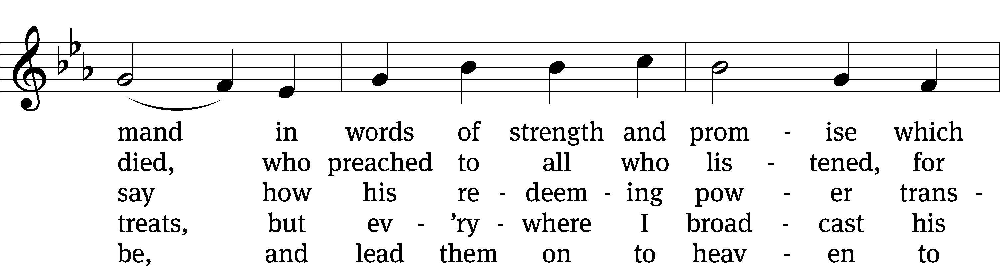 mand in words of strength and prom - ise which
died, who preached to all who lis - tened, for
say how his re - deem - ing pow - er trans -
treats, but ev - ’ry - where I broad - cast his
be, and lead them on to heav - en to